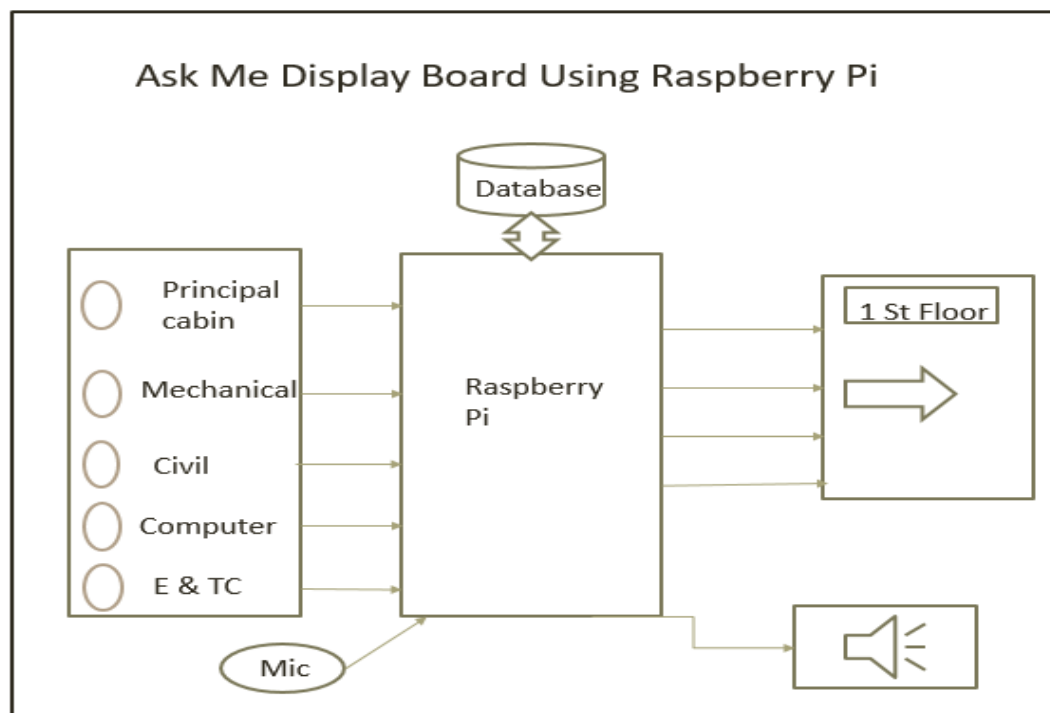 Ask Me Display Board Using Raspberry Pi
Database
Principal
cabin
Mechanical
Civil
Computer
E & TC
Mic
Raspberry
Pi
1 St Floor